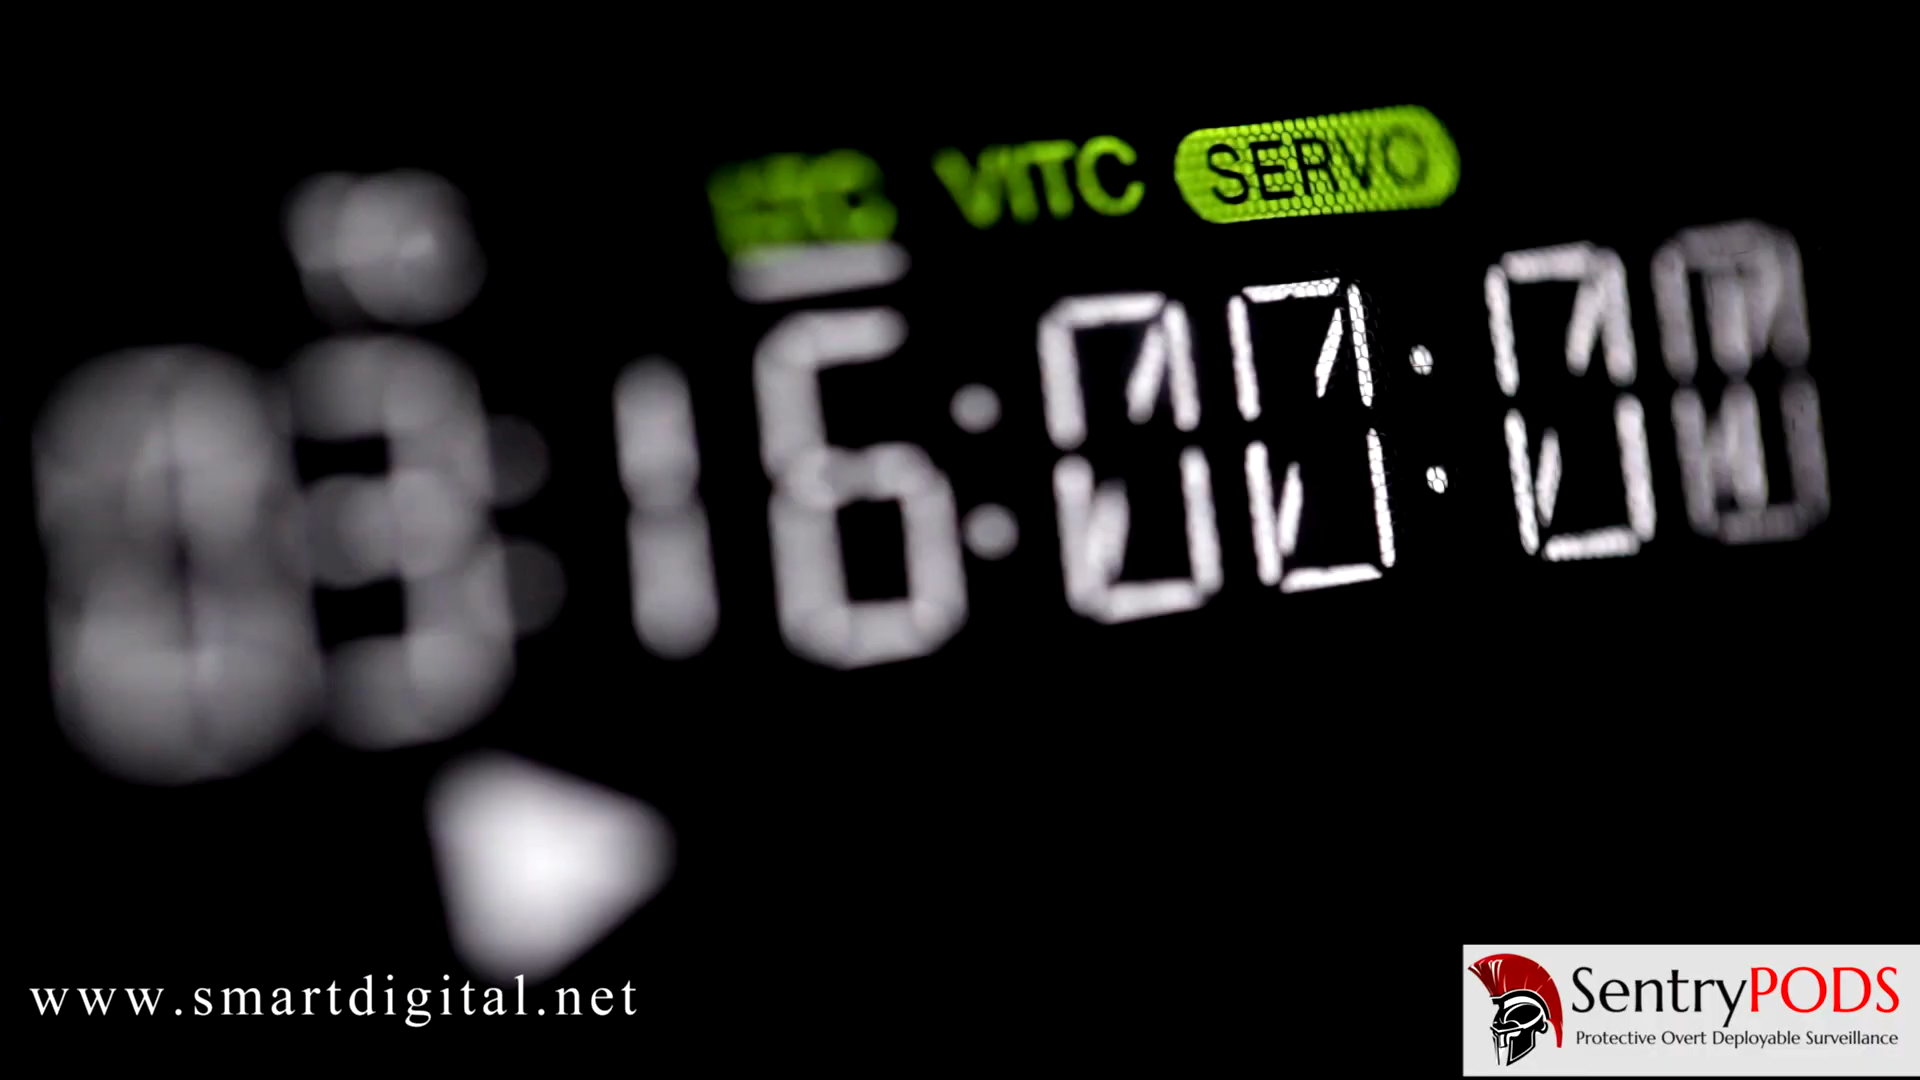 VITC SERVO
16:00:00
www.smartdigital.net
SentryPODS
Protective Overt Deployable Surveillance